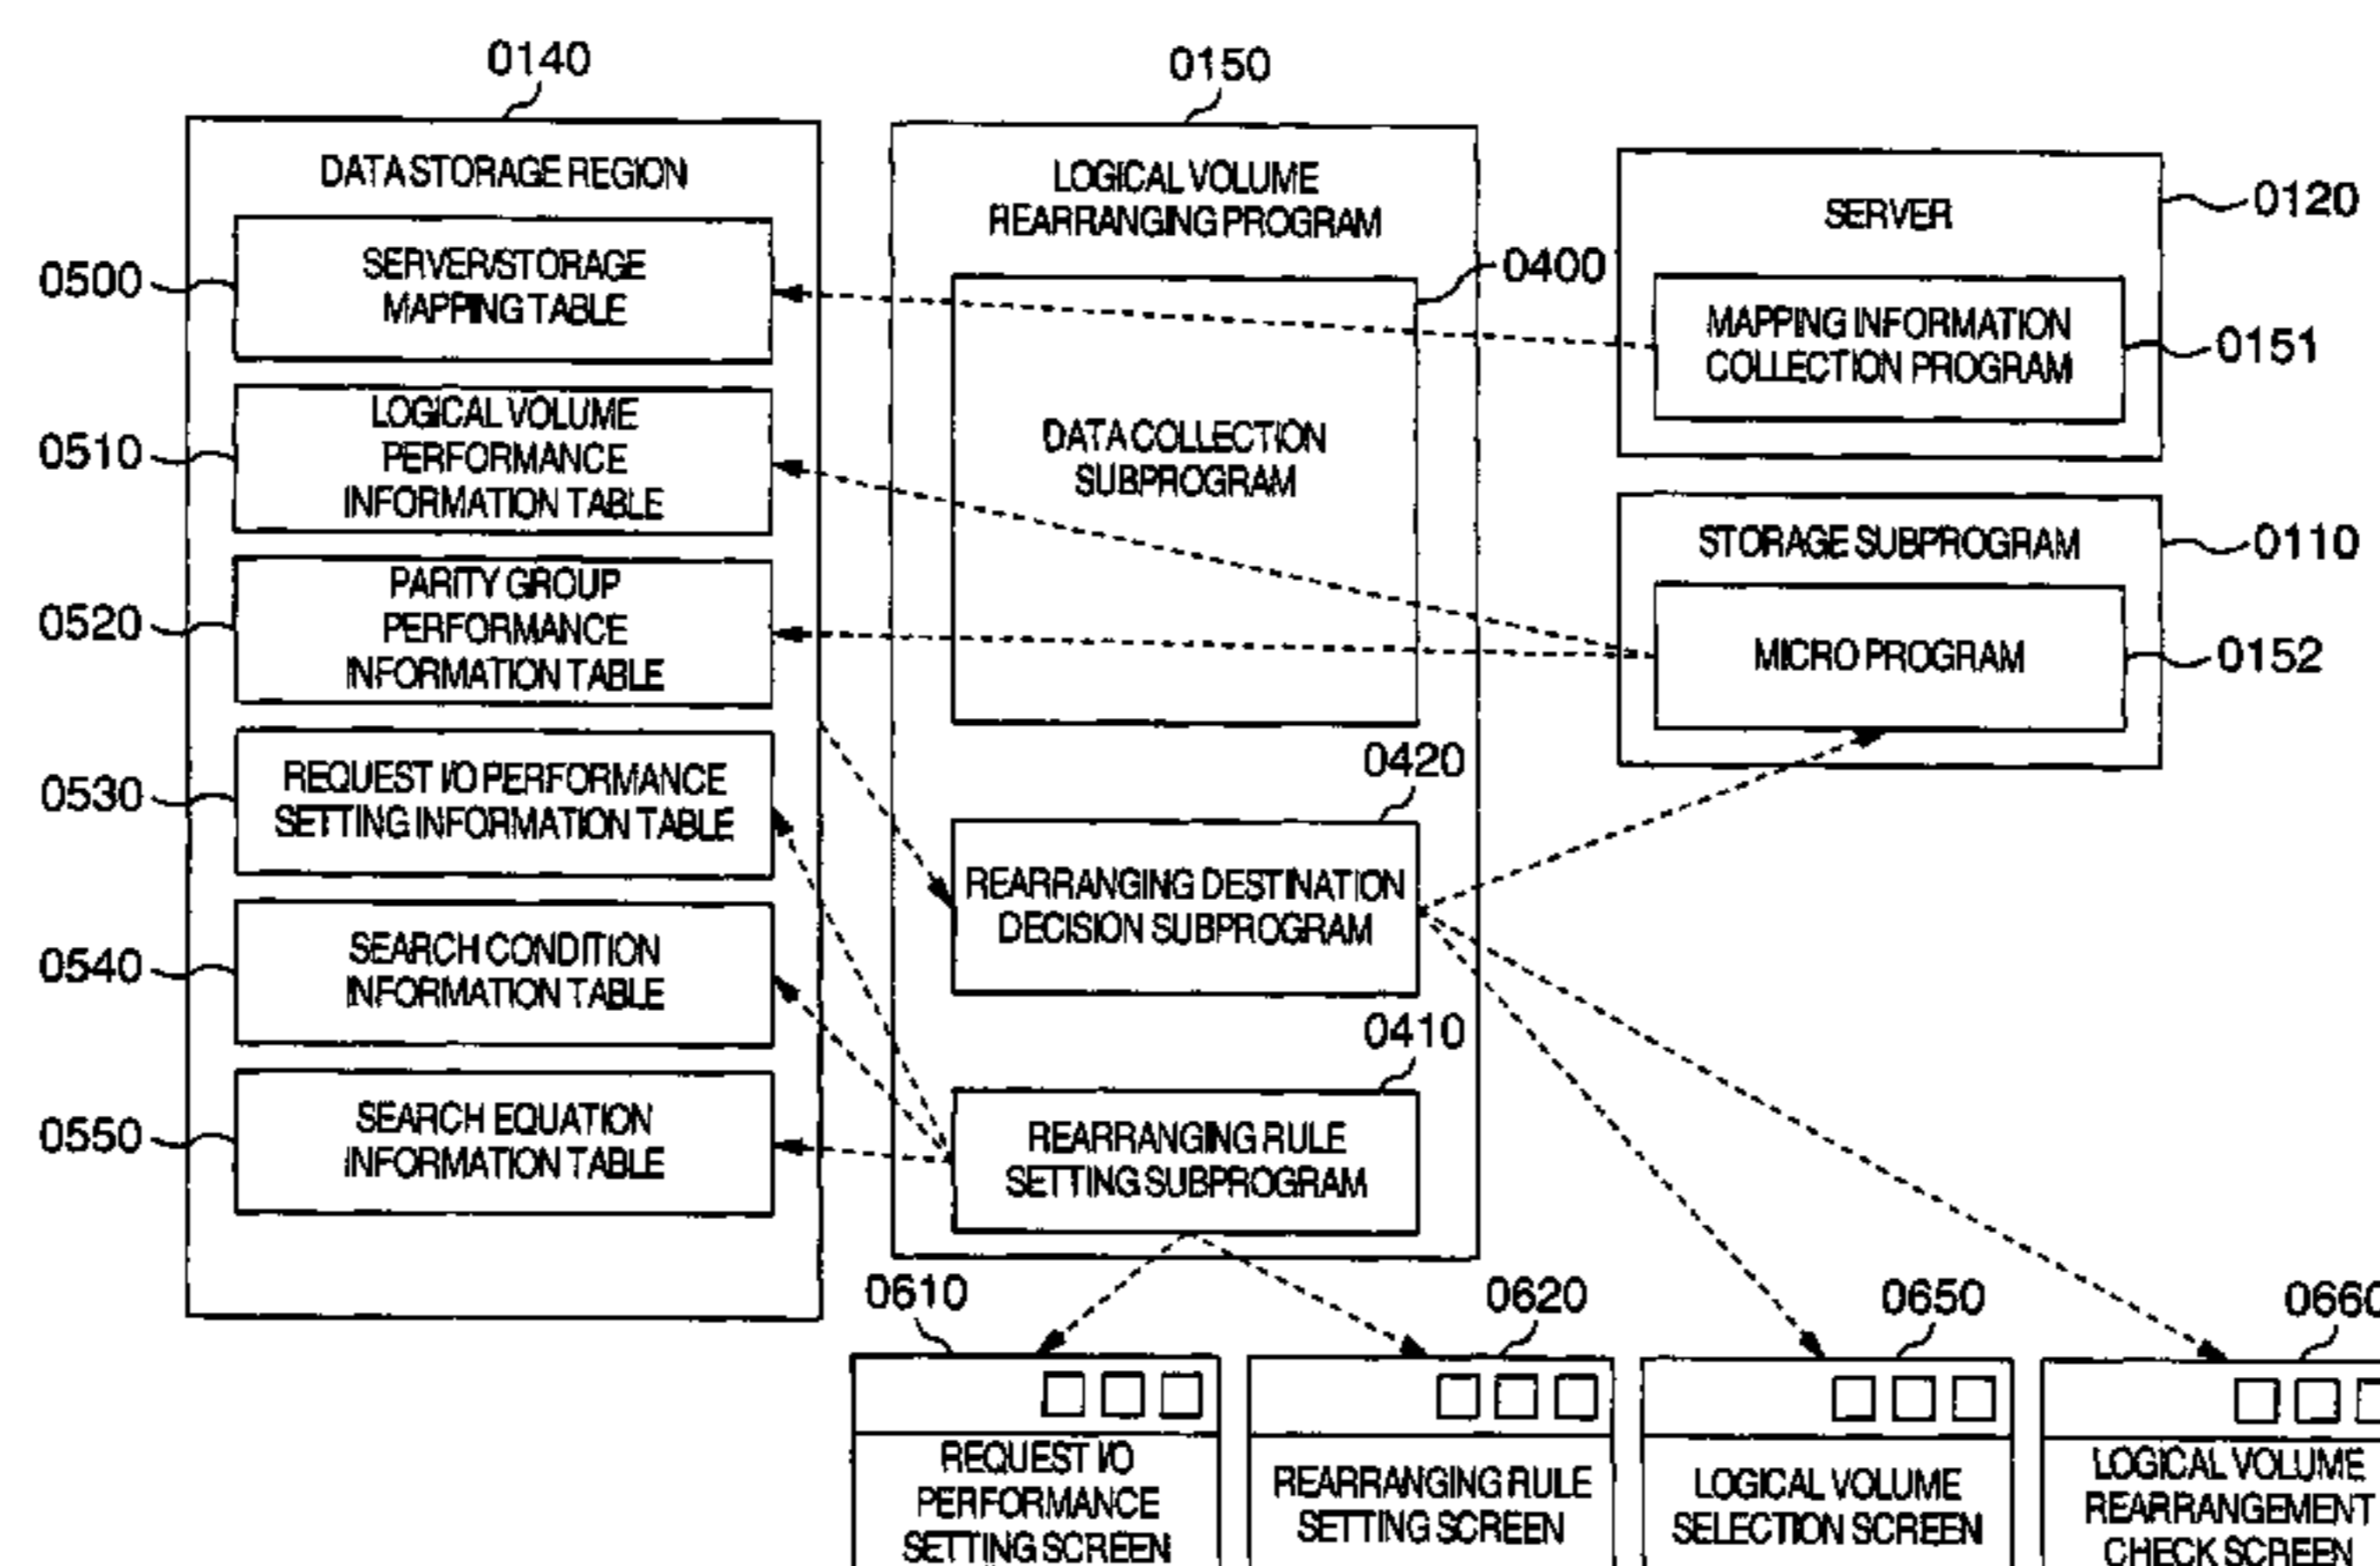 0140
DATA STORAGE REGION
0500
SERVER/STORAGE
MAPPING TABLE
0510
LOGICAL VOLUME
PERFORMANCE
INFORMATION TABLE
0520
PARITY GROUP
PERFORMANCE
INFORMATION TABLE
0530
REQUEST I/O PERFORMANCE
SETTING INFORMATION TABLE
0540
SEARCH CONDITION
INFORMATION TABLE
0550
SEARCH EQUATION
INFORMATION TABLE
0150
LOGICAL VOLUME
REARRANGING PROGRAM
0400
DATA COLLECTION
SUBPROGRAM
0420
REARRANGING DESTINATION
DECISION SUBPROGRAM
0410
REARRANGING RULE
SETTING SUBPROGRAM
SERVER
0120
MAPPING INFORMATION
COLLECTION PROGRAM
0151
STORAGE SUBPROGRAM
0110
MICRO PROGRAM
0152
0610
REQUEST I/O
PERFORMANCE
SETTING SCREEN
0620
REARRANGING RULE
SETTING SCREEN
0650
LOGICAL VOLUME
SELECTION SCREEN
0660
LOGICAL VOLUME
REARRANGEMENT
CHECK SCREEN